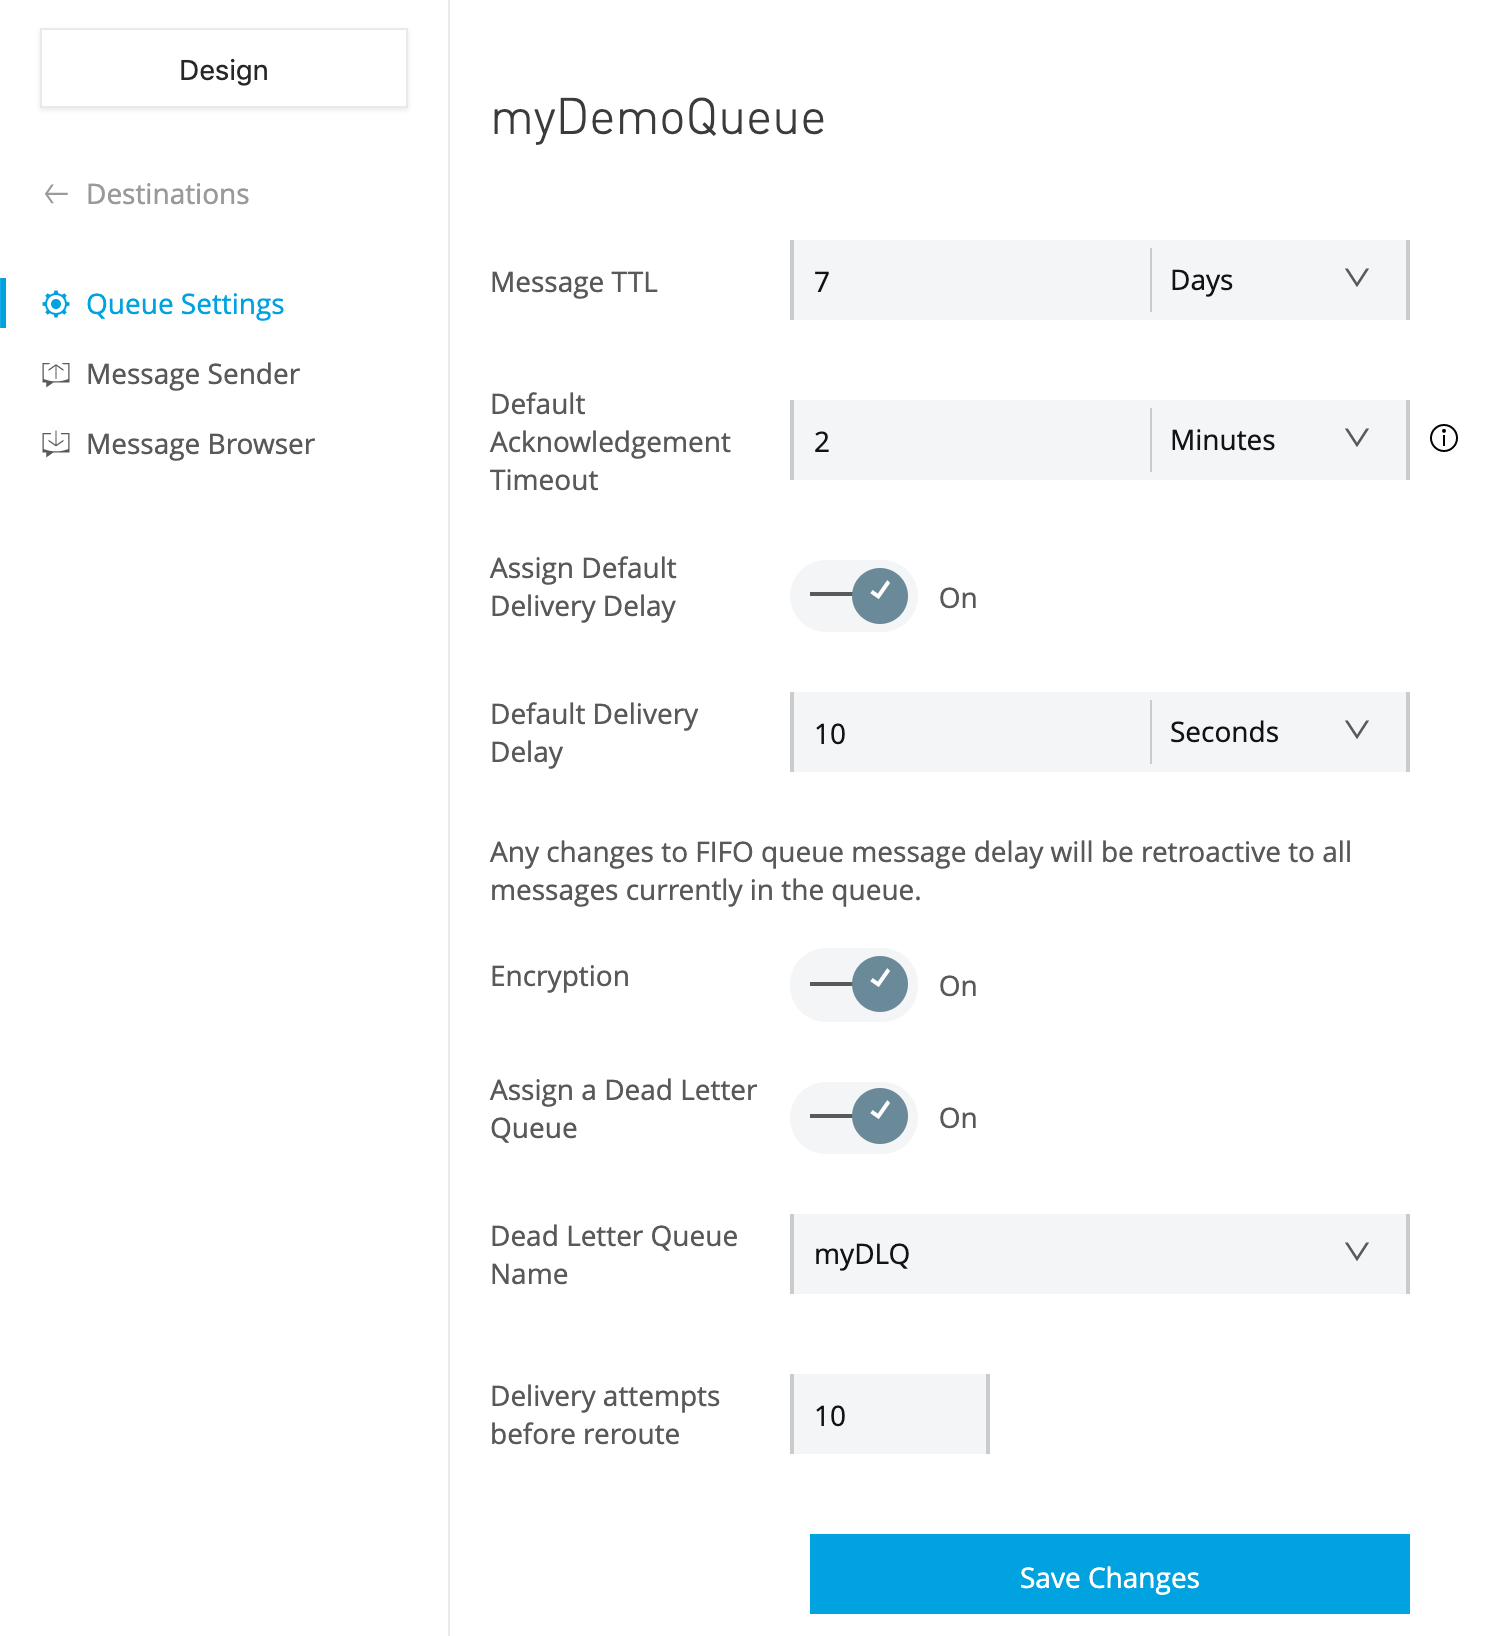 Design
Destinations
Queue Settings
Message Sender
Message Browser
myDemoQueue
Message TTL
7
Days
Default
Acknowledgement
Timeout
2
Minutes
Assign Default
Delivery Delay
On
Default Delivery
Delay
10
Seconds
Any changes to FIFO queue message delay will be retroactive to all
messages currently in the queue.
Encryption
On
Assign a Dead Letter
Queue
On
Dead Letter Queue
Name
myDLQ
Delivery attempts
before reroute
10
Save Changes